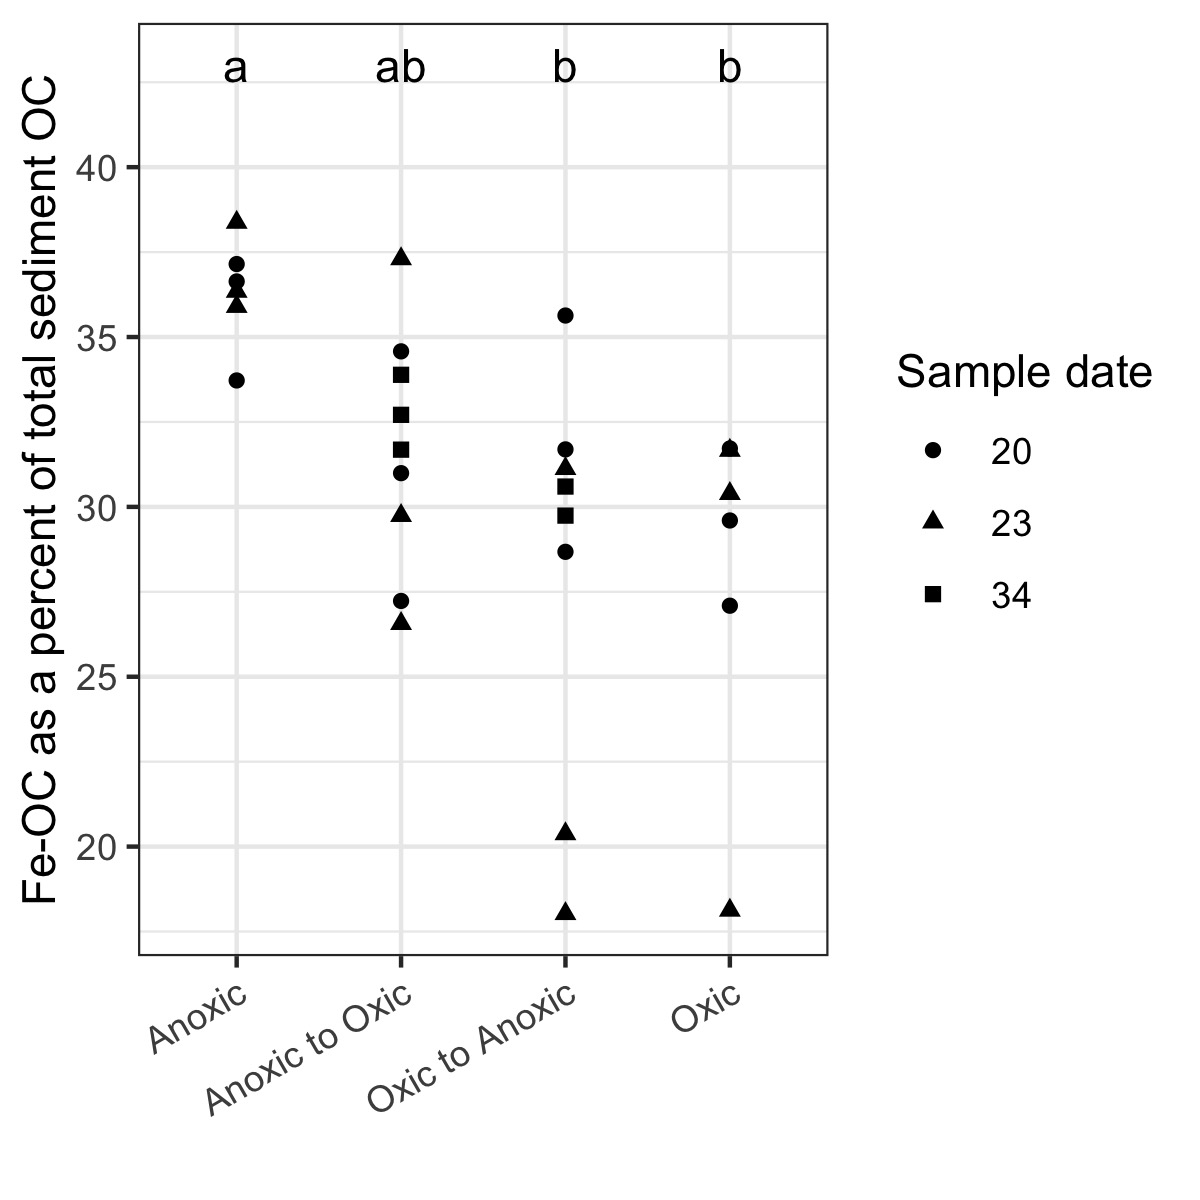 Fe-OC as a percent of total sediment OC
a ab b b
40
35
30
25
20
Anoxic
Anoxic to Oxic
Oxic to Anoxic
Oxic
Sample date
20
23
34